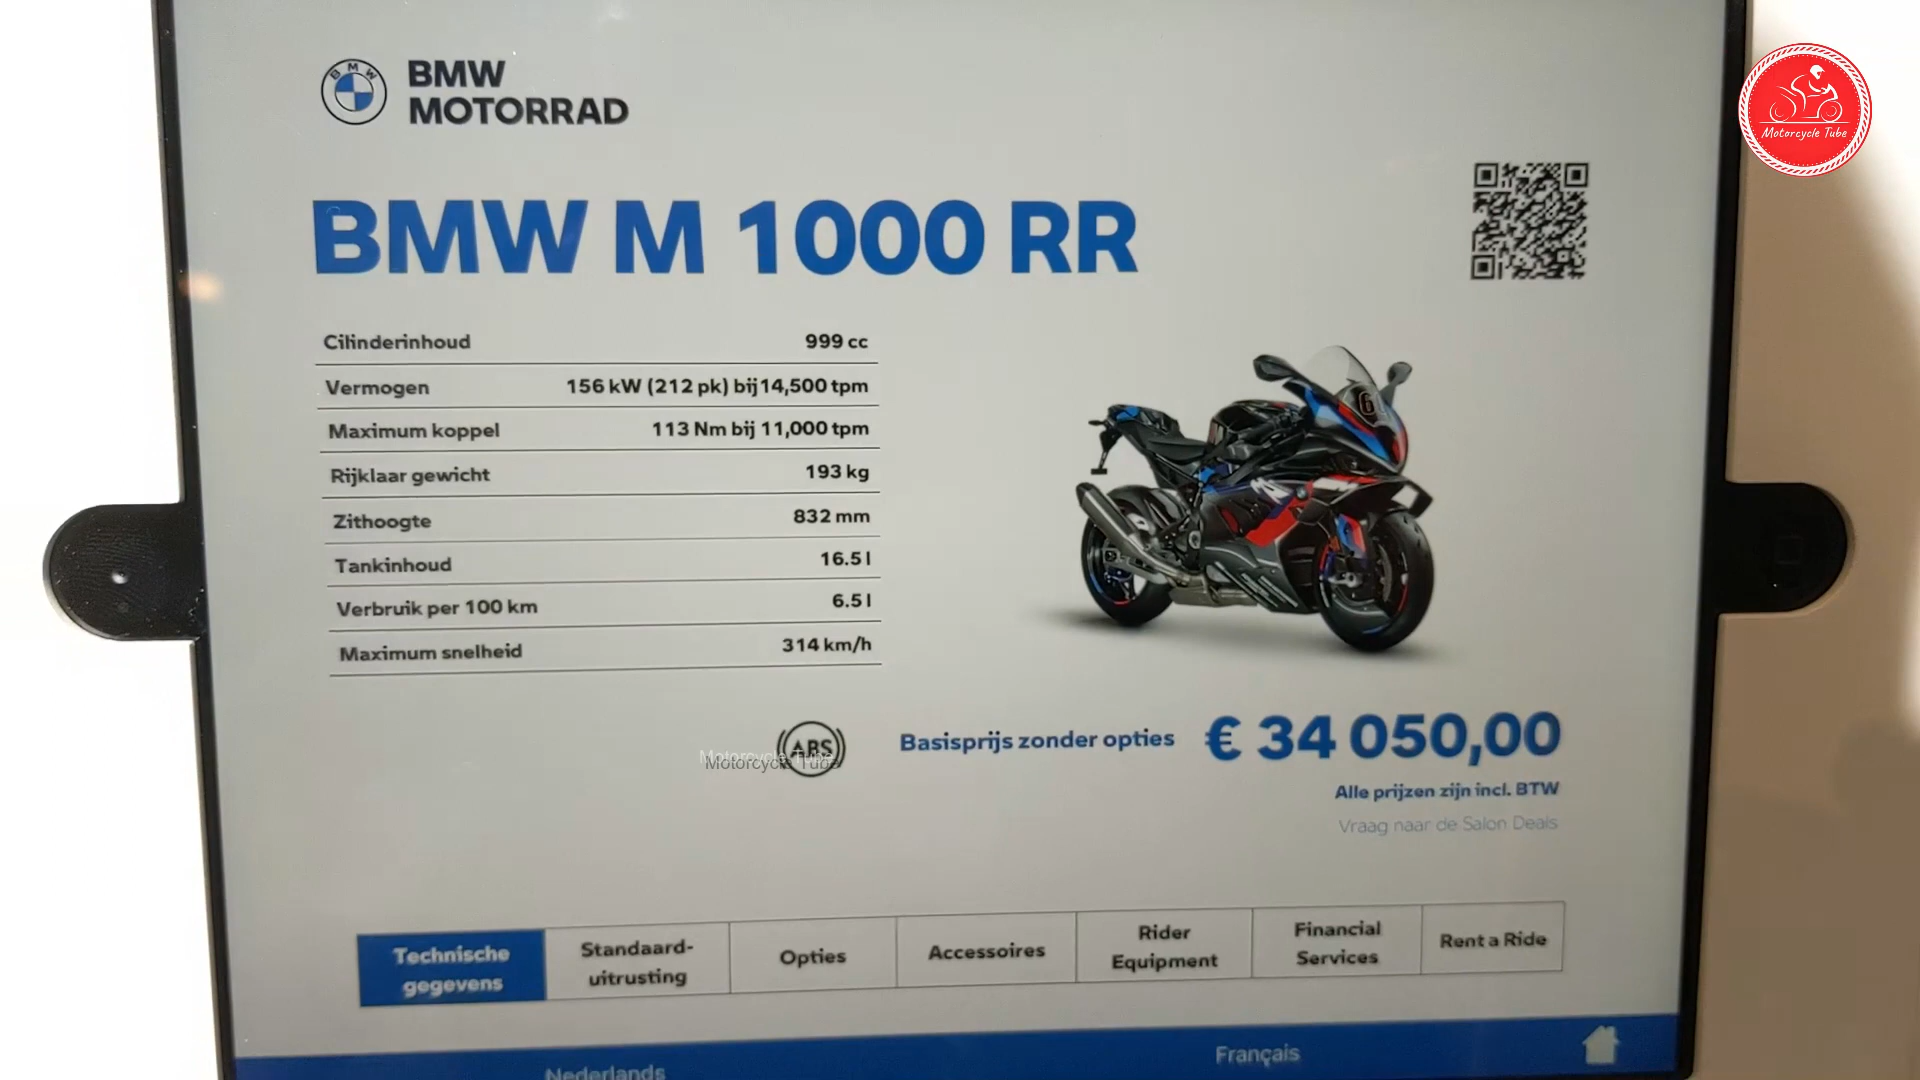 BMW
MOTORRAD
BMW M 1000 RR
Motorcycle Tube
Cilinderinhoud 999 cc
Vermogen 156 kW (212 pk) bij 14,500 tpm
Maximum koppel 113 Nm bij 11,000 tpm
Rijklaar gewicht 193 kg
Zithoogte 832 mm
Tankinhoud 16.5 l
Verbruik per 100 km 6.5 l
Maximum snelheid 314 km/h
ABS
Motorcycle Tube
Basisprijs zonder opties € 34 050,00
Alle prijzen zijn incl. BTW
Vraag naar de Salon Deals
Technische gegevens
Standaard-
uitrusting
Opties
Accessoires
Rider
Equipment
Financial
Services
Rent a Ride
Nederlands
Français